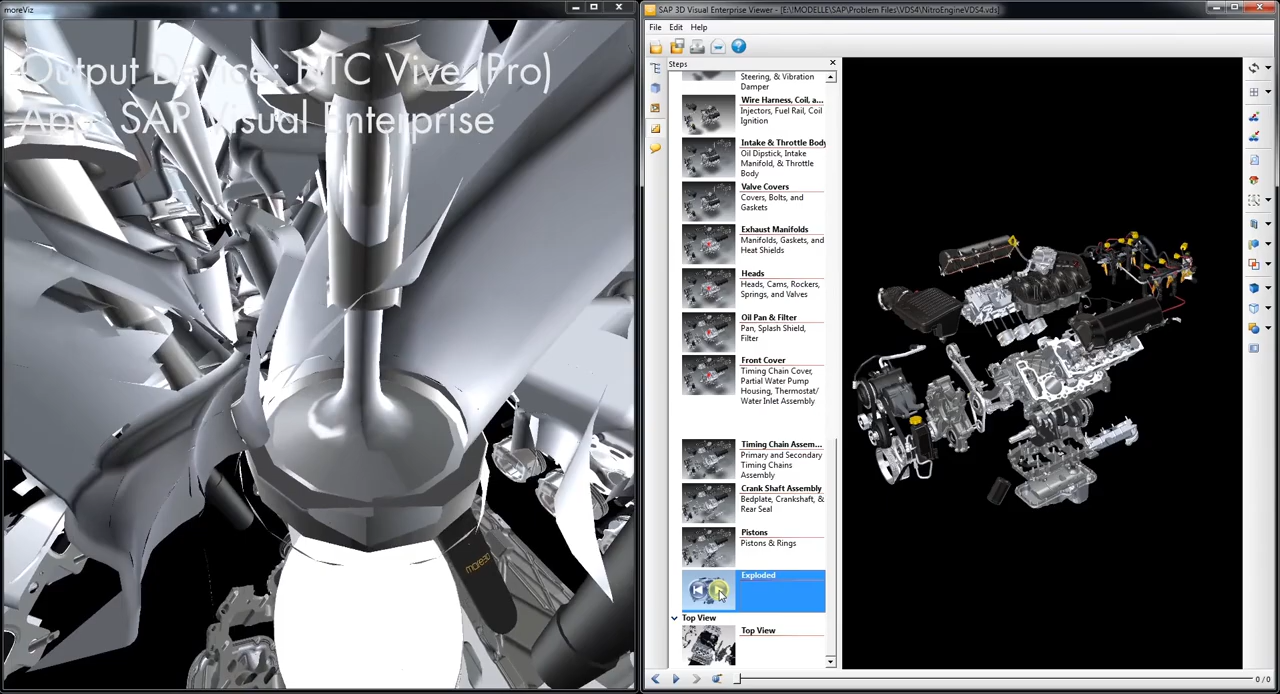 moreViz
Output Device: HTC Vive (Pro)
App: SAP Visual Enterprise
more3D
SAP 3D Visual Enterprise Viewer - [E:\!MODELLE\SAP\Problem Files\VDS4\NitroEngineVDS4.vds]
File Edit Help
Steps
Steering, & Vibration
Damper
Wire Harness, Coil, a...
Injectors, Fuel Rail, Coil
Ignition
Intake & Throttle Body
Oil Dipstick, Intake
Manifold, & Throttle
Body
Valve Covers
Covers, Bolts, and
Gaskets
Exhaust Manifolds
Manifolds, Gaskets, and
Heat Shields
Heads
Heads, Cams, Rockers,
Springs, and Valves
Oil Pan & Filter
Pan, Splash Shield,
Filter
Front Cover
Timing Chain Cover,
Partial Water Pump
Housing, Thermostat/
Water Inlet Assembly
Timing Chain Assem...
Primary and Secondary
Timing Chains
Assembly
Crank Shaft Assembly
Bedplate, Crankshaft, &
Rear Seal
Pistons
Pistons & Rings
Exploded
Top View
Top View
0 / 0